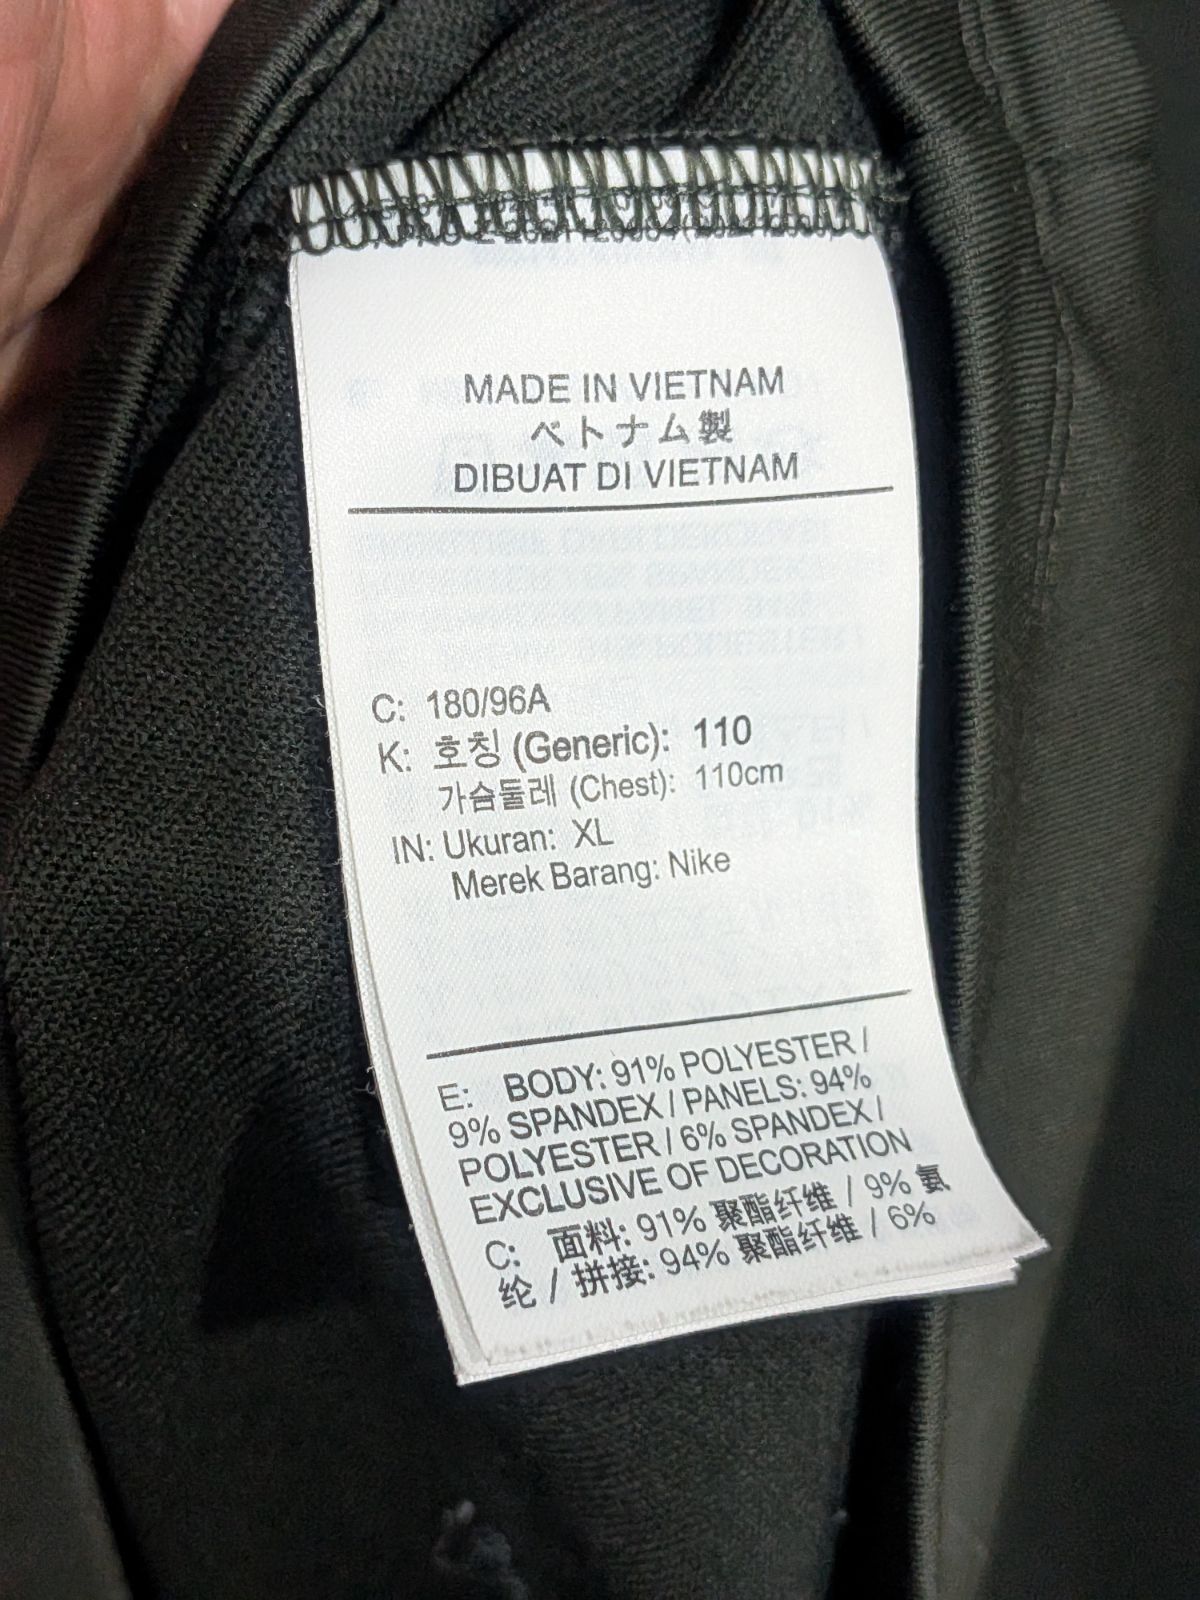 MADE IN VIETNAM
ベトナム製
DIBUAT DI VIETNAM
C: 180/96A
K: 호칭 (Generic): 110
가슴둘레 (Chest): 110cm
IN: Ukuran: XL
Merek Barang: Nike
E: BODY: 91% POLYESTER /
9% SPANDEX / PANELS: 94%
POLYESTER / 6% SPANDEX /
EXCLUSIVE OF DECORATION
C: 面料: 91% 聚酯纤维 / 9% 氨
纶 / 拼接: 94% 聚酯纤维 / 6%